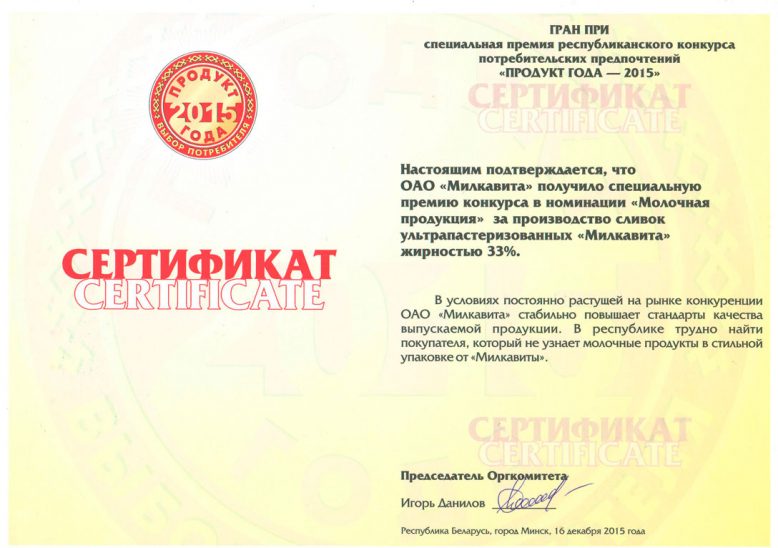 ПРОДУКТ
2015
ГОДА
ВЫБОР ПОТРЕБИТЕЛЯ
СЕРТИФИКАТ
CERTIFICATE
ГРАН ПРИ
специальная премия республиканского конкурса
потребительских предпочтений
«ПРОДУКТ ГОДА — 2015»
СЕРТИФИКАТ
CERTIFICATE
Настоящим подтверждается, что
ОАО «Милкавита» получило специальную
премию конкурса в номинации «Молочная
продукция» за производство сливок
ультрапастеризованных «Милкавита»
жирностью 33%.
В условиях постоянно растущей на рынке конкуренции
ОАО «Милкавита» стабильно повышает стандарты качества
выпускаемой продукции. В республике трудно найти
покупателя, который не узнает молочные продукты в стильной
упаковке от «Милкавиты».
СЕРТИФИКАТ
CERTIFICATE
Председатель Оргкомитета
Игорь Данилов
Республика Беларусь, город Минск, 16 декабря 2015 года